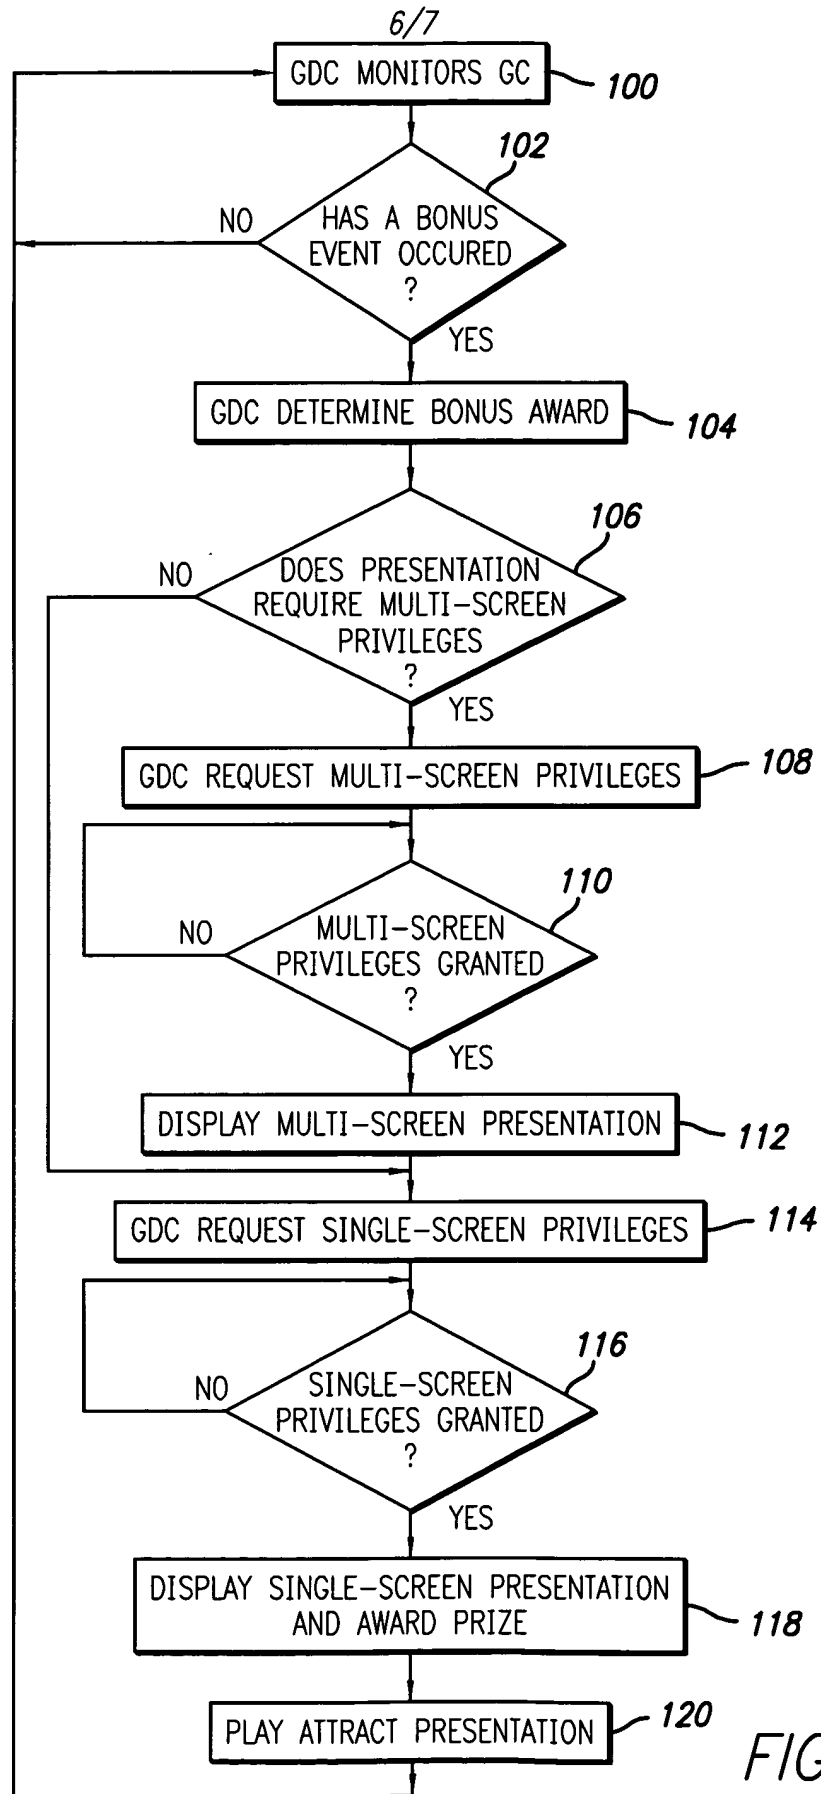 6/7
GDC MONITORS GC
100
102
HAS A BONUS
EVENT OCCURED
?
NO
YES
GDC DETERMINE BONUS AWARD
104
106
DOES PRESENTATION
REQUIRE MULTI-SCREEN
PRIVILEGES
?
NO
YES
GDC REQUEST MULTI-SCREEN PRIVILEGES
108
110
MULTI-SCREEN
PRIVILEGES GRANTED
?
NO
YES
DISPLAY MULTI-SCREEN PRESENTATION
112
GDC REQUEST SINGLE-SCREEN PRIVILEGES
114
116
SINGLE-SCREEN
PRIVILEGES GRANTED
?
NO
YES
DISPLAY SINGLE-SCREEN PRESENTATION
AND AWARD PRIZE
118
PLAY ATTRACT PRESENTATION
120
FIG